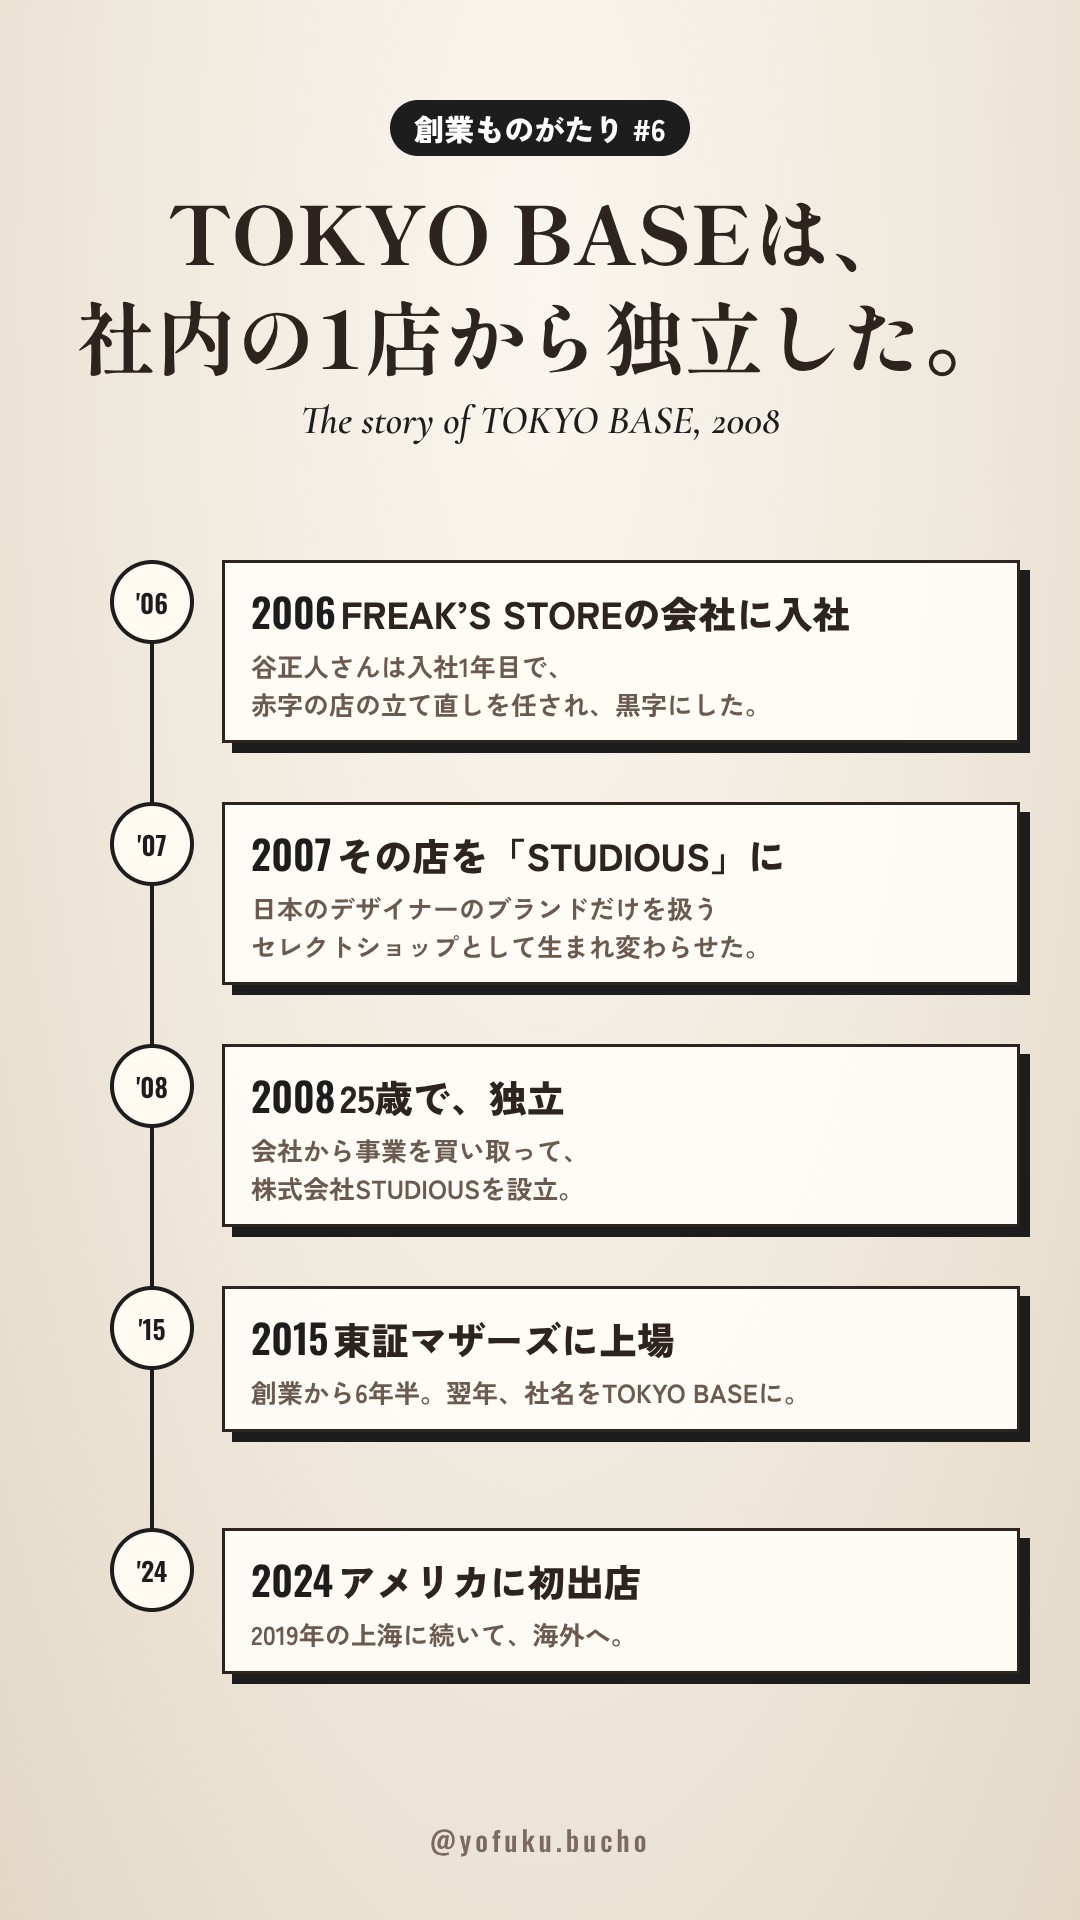 創業ものがたり #6
TOKYO BASEは、
社内の1店から独立した。
The story of TOKYO BASE, 2008
'06
2006 FREAK’S STOREの会社に入社
谷正人さんは入社1年目で、
赤字の店の立て直しを任され、黒字にした。
'07
2007 その店を「STUDIOUS」に
日本のデザイナーのブランドだけを扱う
セレクトショップとして生まれ変わらせた。
'08
2008 25歳で、独立
会社から事業を買い取って、
株式会社STUDIOUSを設立。
'15
2015 東証マザーズに上場
創業から6年半。翌年、社名をTOKYO BASEに。
'24
2024 アメリカに初出店
2019年の上海に続いて、海外へ。
@yofuku.bucho